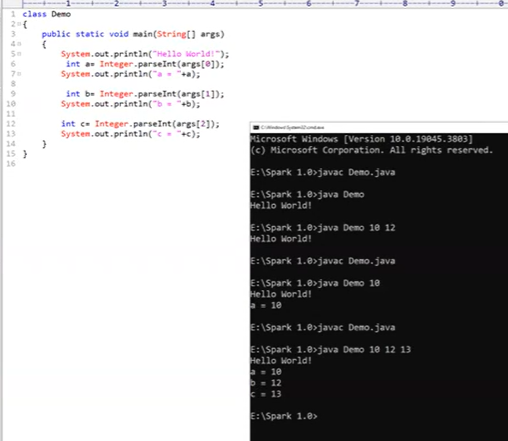 1 class Demo
2 {
3 public static void main(String[] args)
4 {
5 System.out.println("Hello World!");
6 int a= Integer.parseInt(args[0]);
7 System.out.println("a = "+a);
8
9 int b= Integer.parseInt(args[1]);
10 System.out.println("b = "+b);
11
12 int c= Integer.parseInt(args[2]);
13 System.out.println("c = "+c);
14 }
15 }
16
C:\Windows\System32\cmd.exe
Microsoft Windows [Version 10.0.19045.3803]
(c) Microsoft Corporation. All rights reserved.
E:\Spark 1.0>javac Demo.java
E:\Spark 1.0>java Demo
Hello World!
E:\Spark 1.0>java Demo 10 12
Hello World!
E:\Spark 1.0>javac Demo.java
E:\Spark 1.0>java Demo 10
Hello World!
a = 10
E:\Spark 1.0>javac Demo.java
E:\Spark 1.0>java Demo 10 12 13
Hello World!
a = 10
b = 12
c = 13
E:\Spark 1.0>